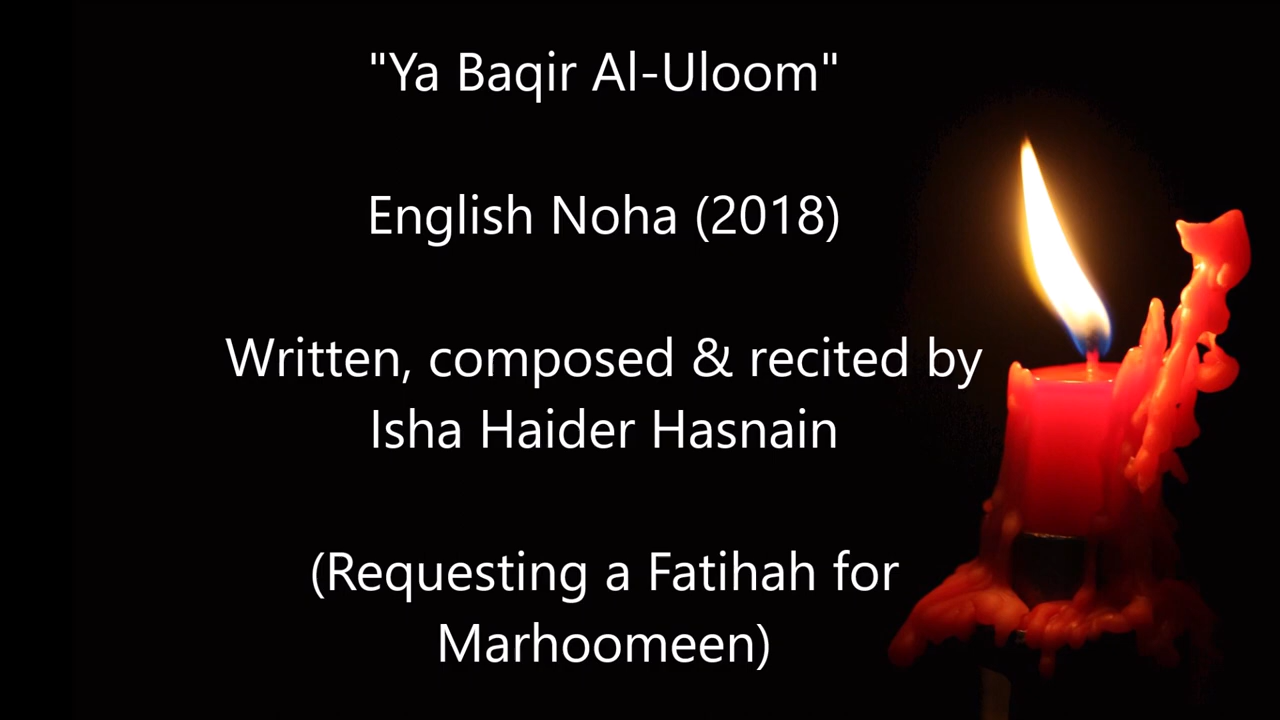 "Ya Baqir Al-Uloom"
English Noha (2018)
Written, composed & recited by
Isha Haider Hasnain
(Requesting a Fatihah for
Marhoomeen)